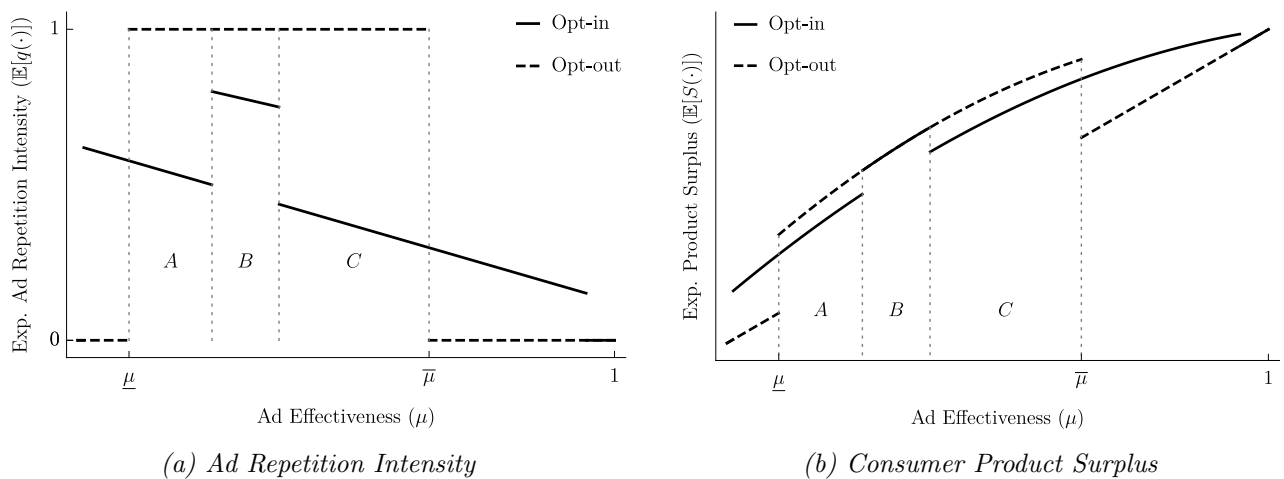 Exp. Ad Repetition Intensity (𝔼[q(·)])
1
0
Opt-in
Opt-out
A
B
C
μ
μ̅
1
Ad Effectiveness (μ)
(a) Ad Repetition Intensity
Exp. Product Surplus (𝔼[S(·)])
Opt-in
Opt-out
A
B
C
μ
μ̅
1
Ad Effectiveness (μ)
(b) Consumer Product Surplus